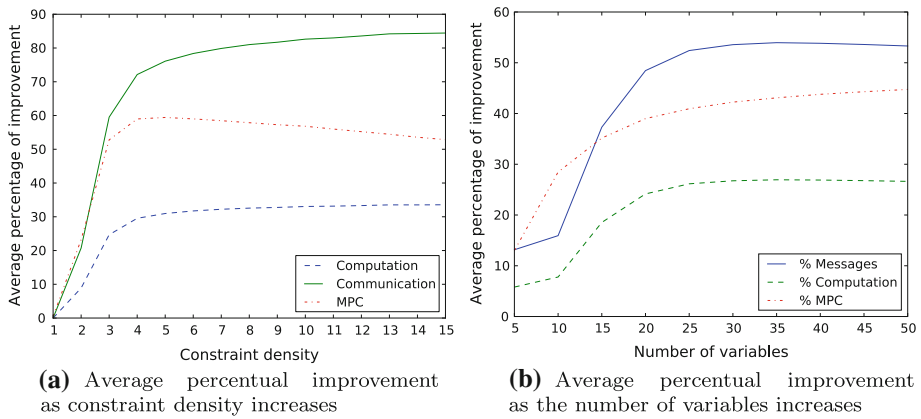 Average percentage of improvement
90
80
70
60
50
40
30
20
10
0
1 2 3 4 5 6 7 8 9 10 11 12 13 14 15
Constraint density
Computation
Communication
MPC
(a) Average percentual improvement
as constraint density increases
Average percentage of improvement
60
50
40
30
20
10
0
5 10 15 20 25 30 35 40 45 50
Number of variables
% Messages
% Computation
% MPC
(b) Average percentual improvement
as the number of variables increases